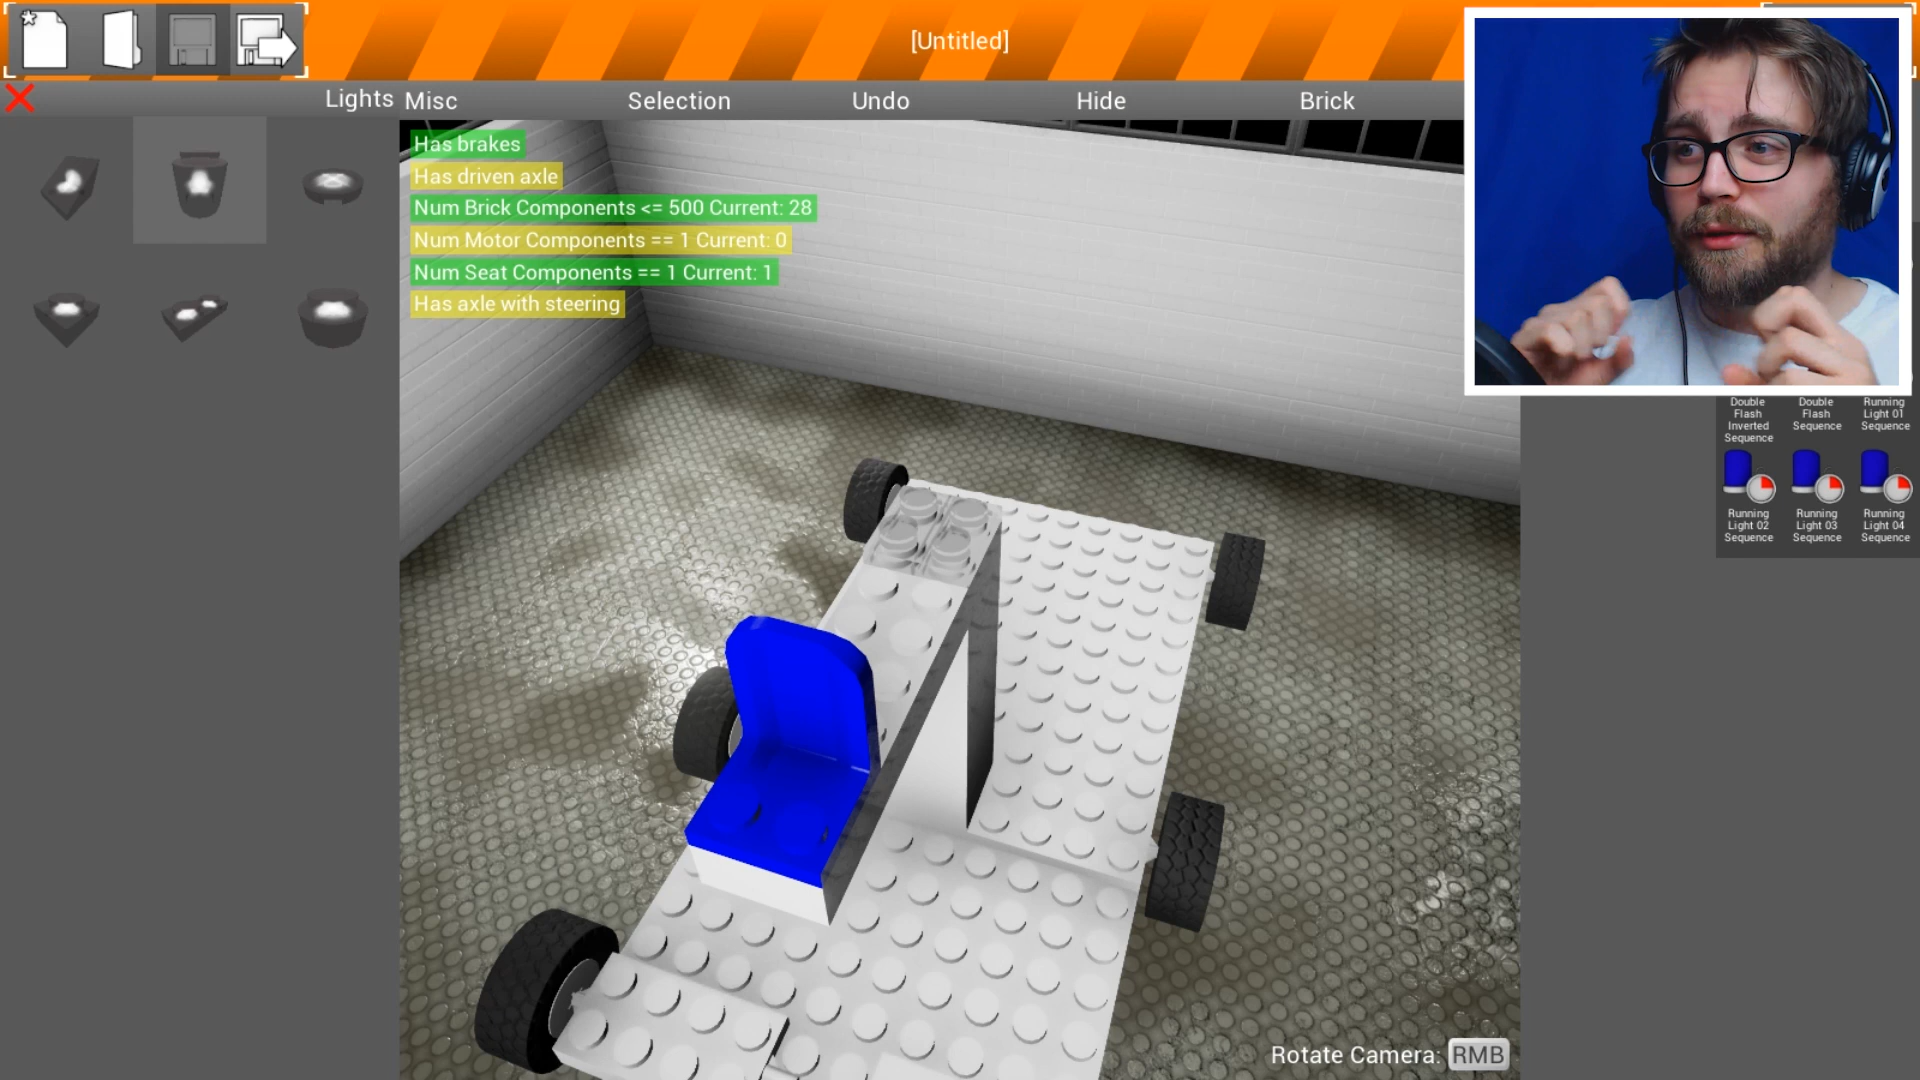 [Untitled]
Lights
Misc
Selection
Undo
Hide
Brick
Has brakes
Has driven axle
Num Brick Components <= 500 Current: 28
Num Motor Components == 1 Current: 0
Num Seat Components == 1 Current: 1
Has axle with steering
Double
Flash
Inverted
Sequence
Double
Flash
Sequence
Running
Light 01
Sequence
Running
Light 02
Sequence
Running
Light 03
Sequence
Running
Light 04
Sequence
Rotate Camera: RMB